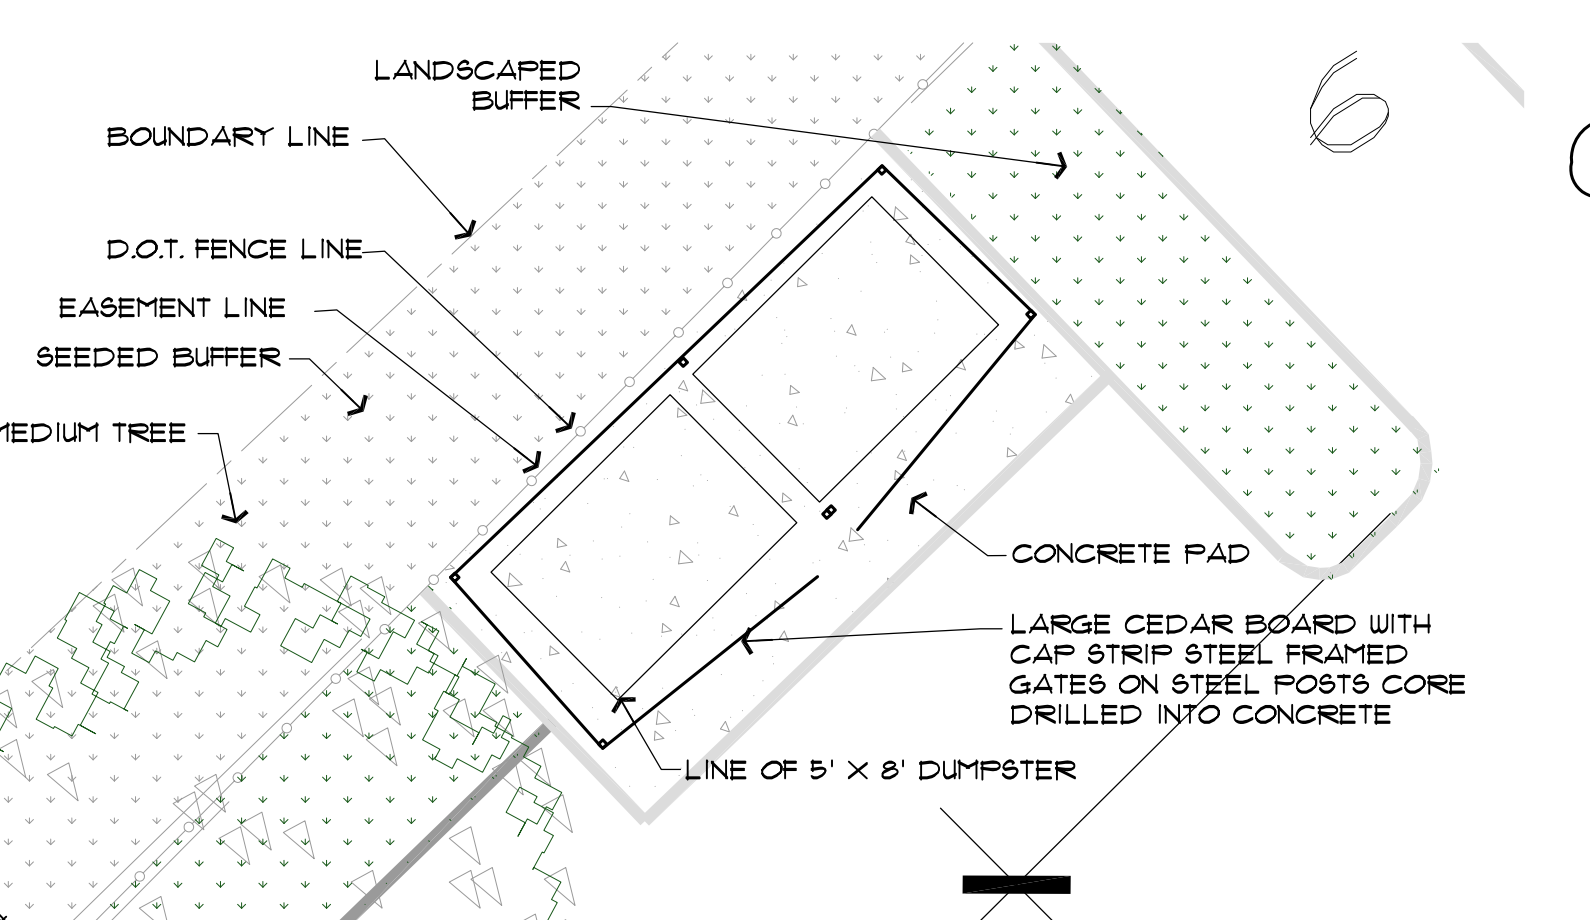 LANDSCAPED
BUFFER
BOUNDARY LINE
D.O.T. FENCE LINE
EASEMENT LINE
SEEDED BUFFER
MEDIUM TREE
6
CONCRETE PAD
LARGE CEDAR BOARD WITH
CAP STRIP STEEL FRAMED
GATES ON STEEL POSTS CORE
DRILLED INTO CONCRETE
LINE OF 5' X 8' DUMPSTER